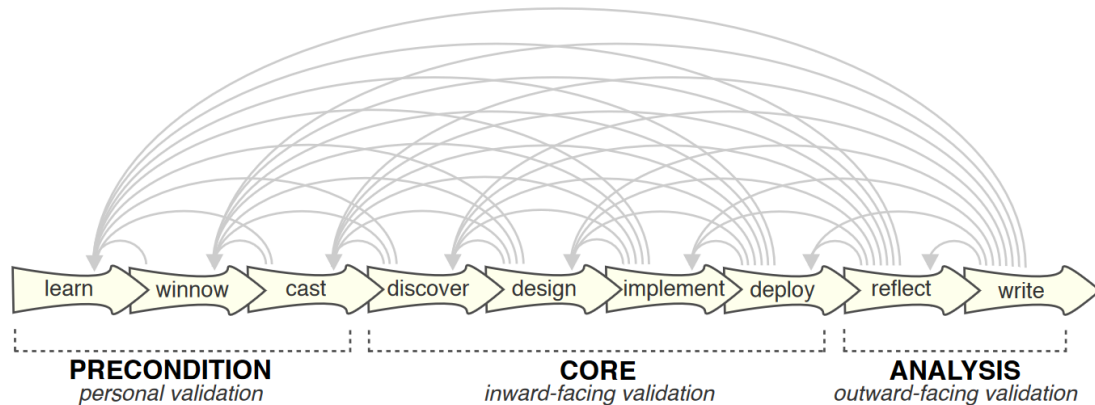 learn winnow cast discover design implement deploy reflect write
PRECONDITION CORE ANALYSIS
personal validation inward-facing validation outward-facing validation